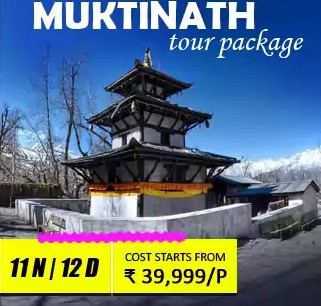 MUKTINATH
tour package
11 N | 12 D
COST STARTS FROM
₹ 39,999/P